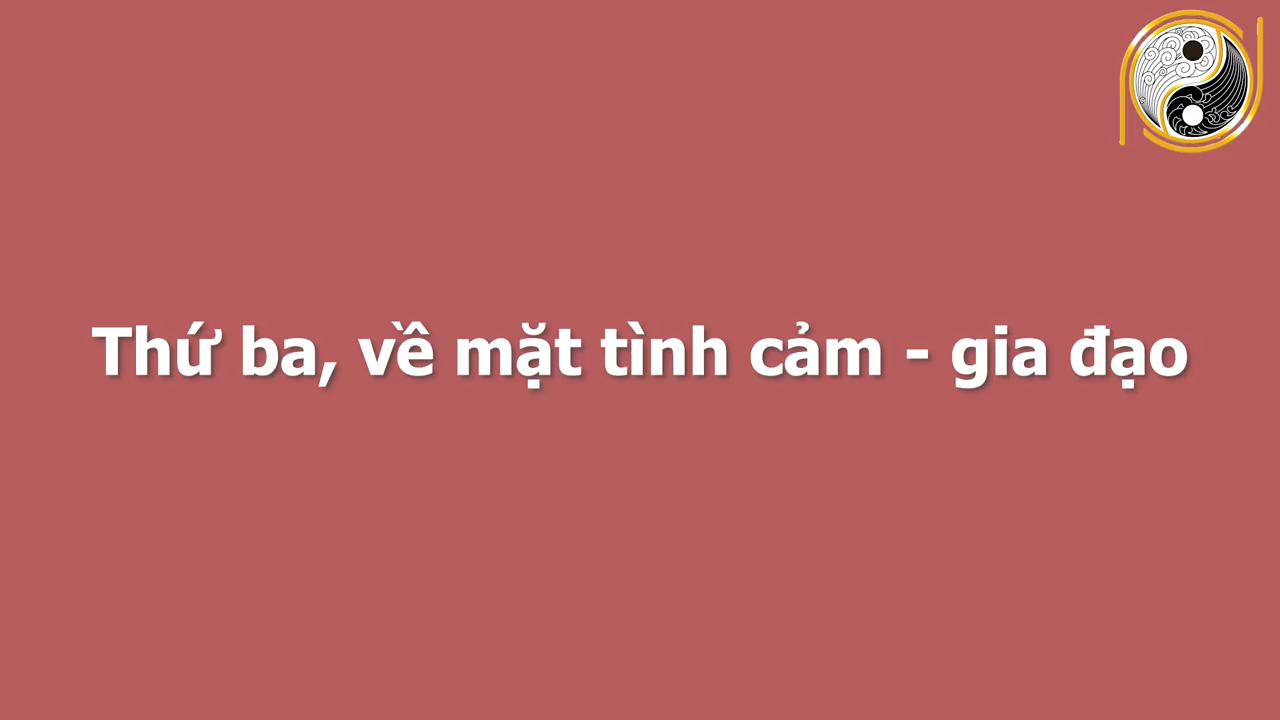 Thứ ba, về mặt tình cảm - gia đạo